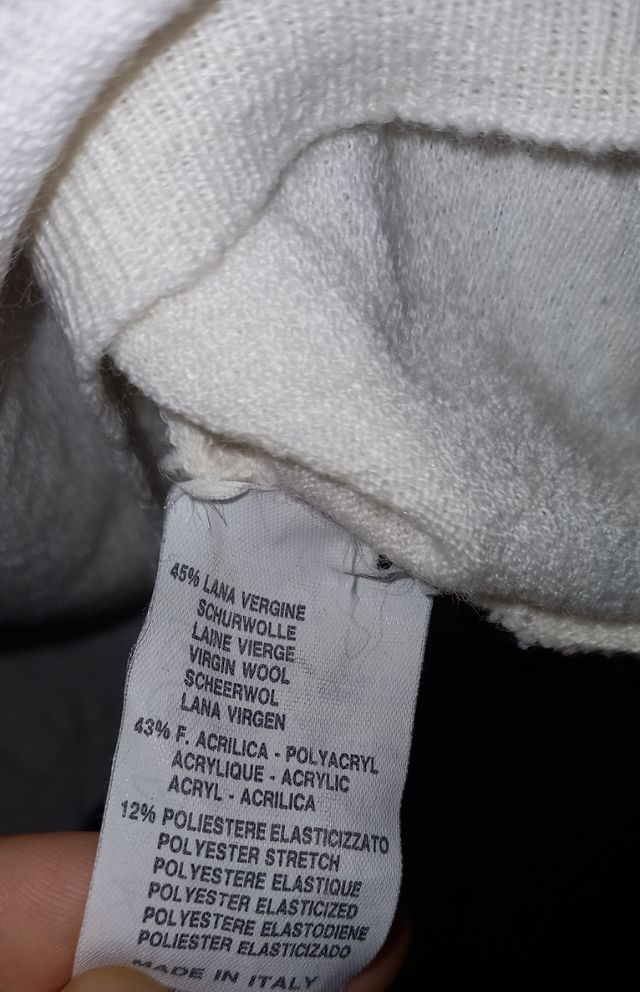 45% LANA VERGINE
SCHURWOLLE
LAINE VIERGE
VIRGIN WOOL
SCHEERWOL
LANA VIRGEN
43% F. ACRILICA - POLYACRYL
ACRYLIQUE - ACRYLIC
ACRYL - ACRILICA
12% POLIESTERE ELASTICIZZATO
POLYESTER STRETCH
POLYESTERE ELASTIQUE
POLYESTER ELASTICIZED
POLYESTERE ELASTODIENE
POLIESTER ELASTICIZADO
MADE IN ITALY